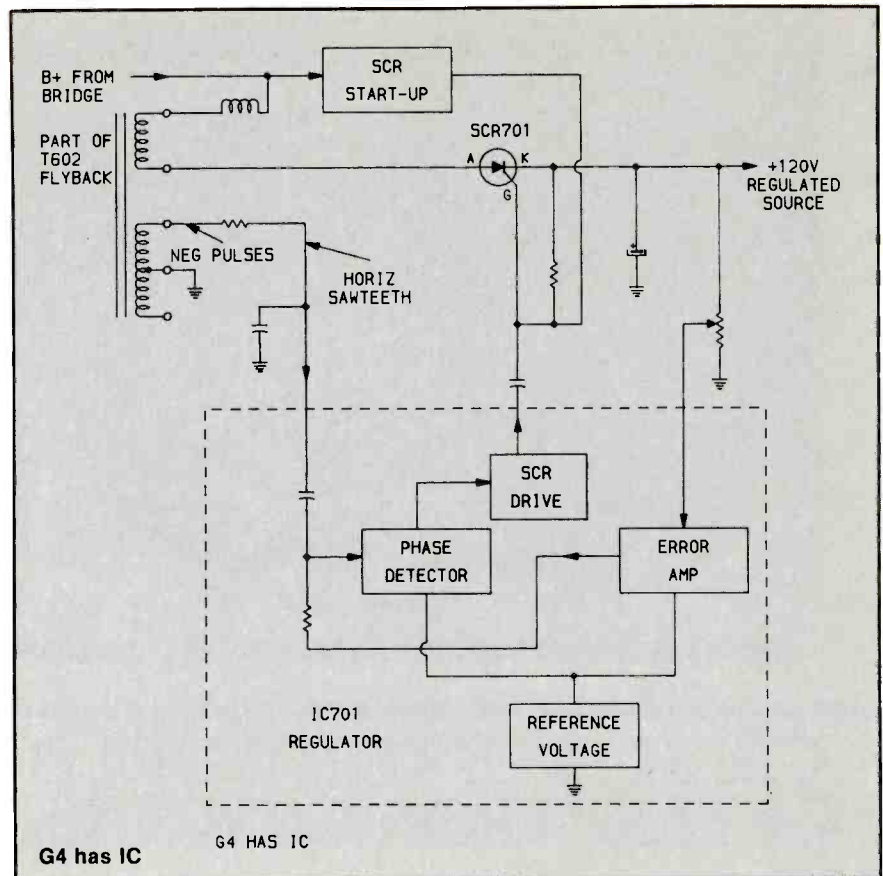 B+ FROM
BRIDGE
SCR
START-UP
PART OF
T602
FLYBACK
SCR701
A
K
G
+120V
REGULATED
SOURCE
NEG PULSES
HORIZ
SAWTEETH
SCR
DRIVE
PHASE
DETECTOR
ERROR
AMP
IC701
REGULATOR
REFERENCE
VOLTAGE
G4 HAS IC
G4 has IC